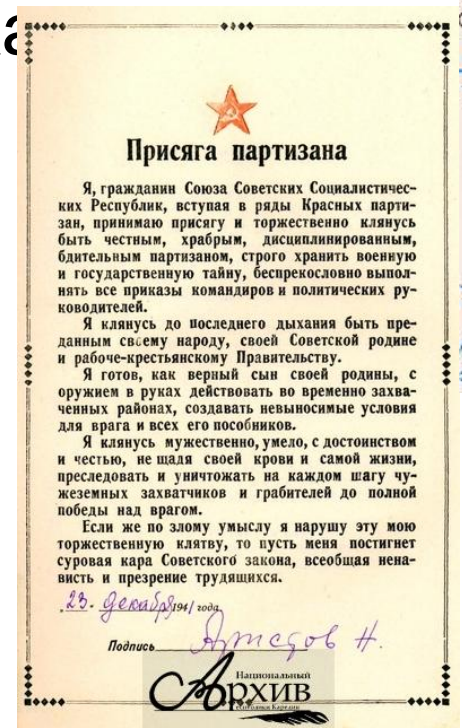 Присяга партизана
Я, гражданин Союза Советских Социалистичес-
ких Республик, вступая в ряды Красных парти-
зан, принимаю присягу и торжественно клянусь
быть честным, храбрым, дисциплинированным,
бдительным партизаном, строго хранить военную
и государственную тайну, беспрекословно выпол-
нять все приказы командиров и политических ру-
ководителей.
Я клянусь до последнего дыхания быть пре-
данным своему народу, своей Советской родине
и рабоче-крестьянскому Правительству.
Я готов, как верный сын своей родины, с
оружием в руках действовать во временно захва-
ченных районах, создавать невыносимые условия
для врага и всех его пособников.
Я клянусь мужественно, умело, с достоинством
и честью, не щадя своей крови и самой жизни,
преследовать и уничтожать на каждом шагу чу-
жеземных захватчиков и грабителей до полной
победы над врагом.
Если же по злому умыслу я нарушу эту мою
торжественную клятву, то пусть меня постигнет
суровая кара Советского закона, всеобщая нена-
висть и презрение трудящихся.
„23“ декабря 1941 года.
Подпись Н.
Национальный
Архив
Республики Карелия